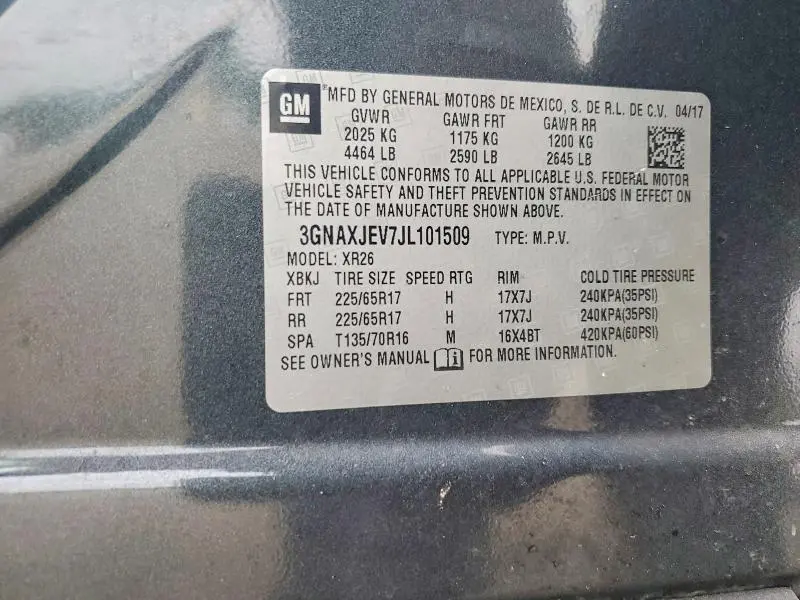 GM ®MFD BY GENERAL MOTORS DE MEXICO, S. DE R.L. DE C.V. 04/17
GVWR GAWR FRT GAWR RR
2025 KG 1175 KG 1200 KG
4464 LB 2590 LB 2645 LB
THIS VEHICLE CONFORMS TO ALL APPLICABLE U.S. FEDERAL MOTOR
VEHICLE SAFETY AND THEFT PREVENTION STANDARDS IN EFFECT ON
THE DATE OF MANUFACTURE SHOWN ABOVE.
3GNAXJEV7JL101509 TYPE: M.P.V.
MODEL: XR26
XBKJ TIRE SIZE SPEED RTG RIM COLD TIRE PRESSURE
FRT 225/65R17 H 17X7J 240KPA(35PSI)
RR 225/65R17 H 17X7J 240KPA(35PSI)
SPA T135/70R16 M 16X4BT 420KPA(60PSI)
SEE OWNER'S MANUAL FOR MORE INFORMATION.